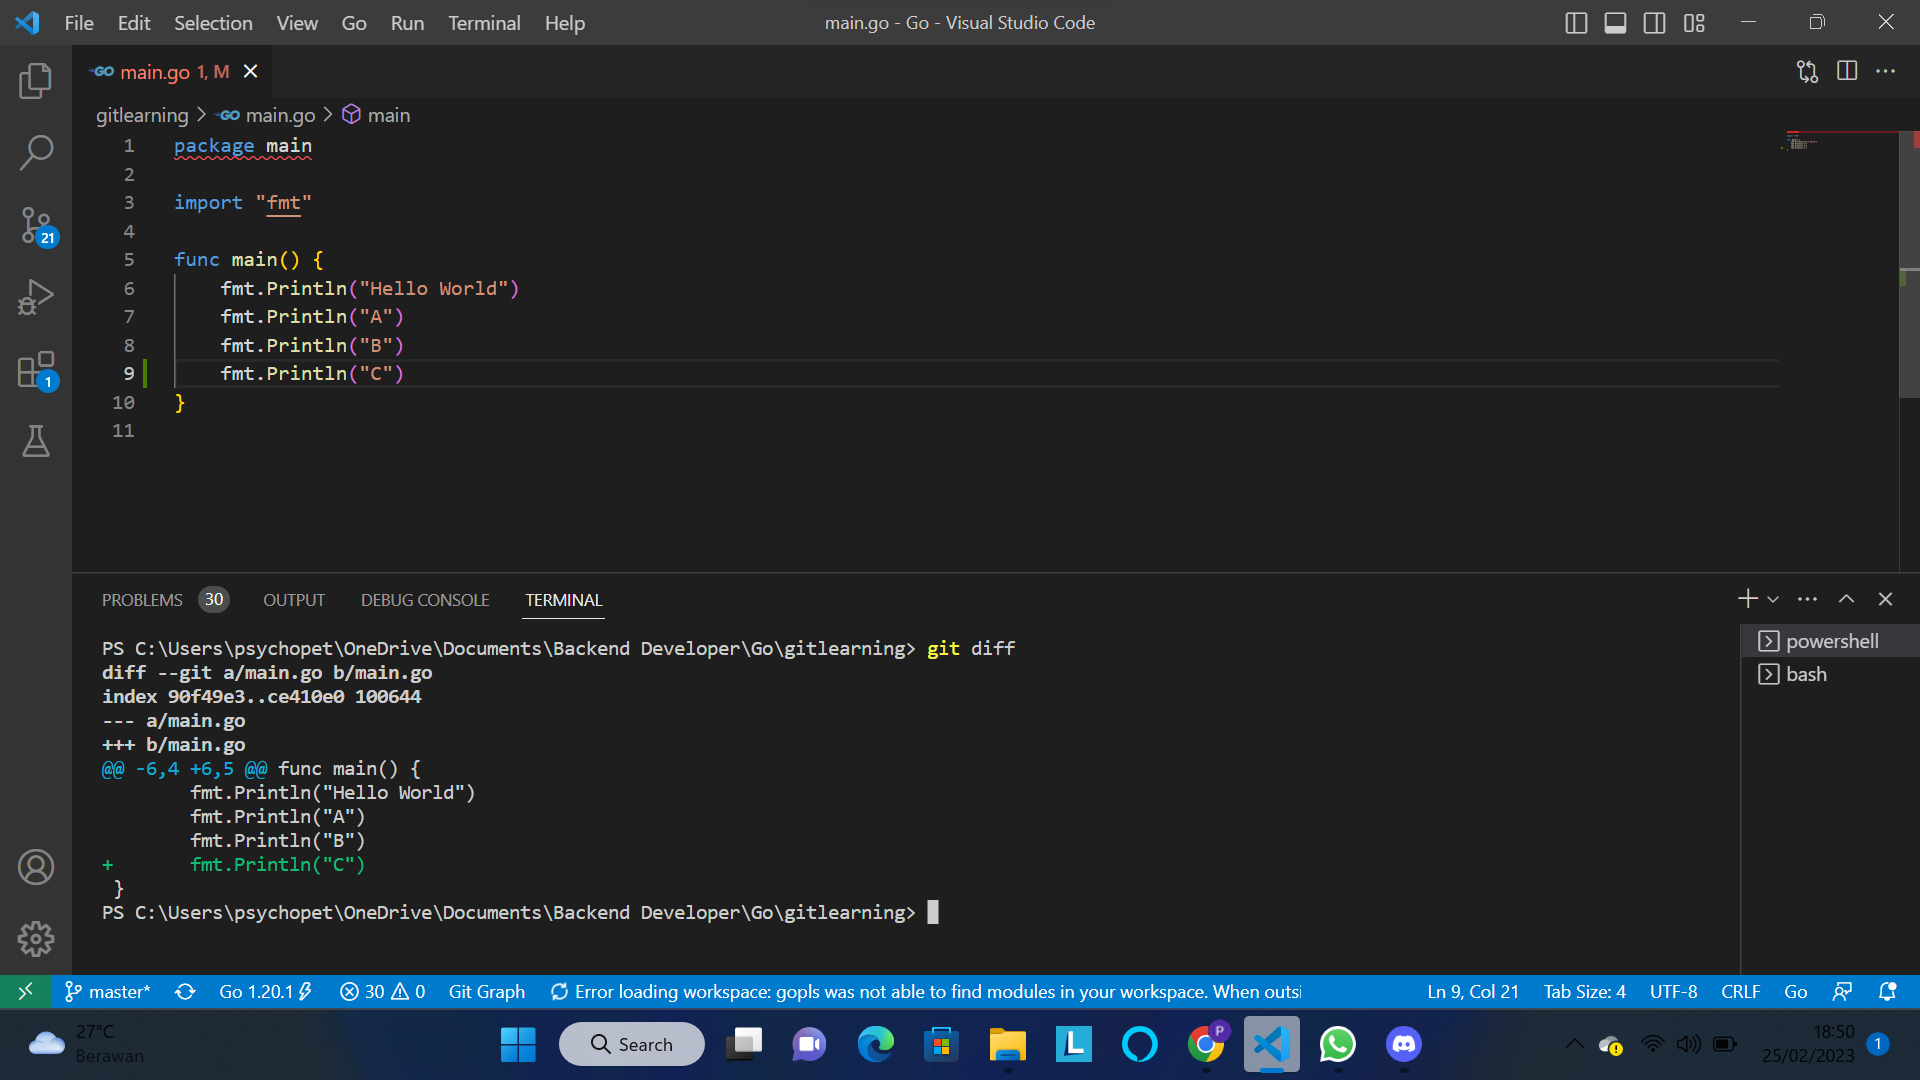 File Edit Selection View Go Run Terminal Help
main.go - Go - Visual Studio Code
GO main.go 1, M
gitlearning > GO main.go > main
1 package main
2
3 import "fmt"
4
5 func main() {
6 fmt.Println("Hello World")
7 fmt.Println("A")
8 fmt.Println("B")
9 fmt.Println("C")
10 }
11
21
1
PROBLEMS 30 OUTPUT DEBUG CONSOLE TERMINAL
PS C:\Users\psychopet\OneDrive\Documents\Backend Developer\Go\gitlearning> git diff
diff --git a/main.go b/main.go
index 90f49e3..ce410e0 100644
--- a/main.go
+++ b/main.go
@@ -6,4 +6,5 @@ func main() {
fmt.Println("Hello World")
fmt.Println("A")
fmt.Println("B")
+ fmt.Println("C")
}
PS C:\Users\psychopet\OneDrive\Documents\Backend Developer\Go\gitlearning>
powershell
bash
master* Go 1.20.1 30 0 Git Graph Error loading workspace: gopls was not able to find modules in your workspace. When outsi Ln 9, Col 21 Tab Size: 4 UTF-8 CRLF Go
27°C
Berawan
Search
L
P
18:50
25/02/2023
1